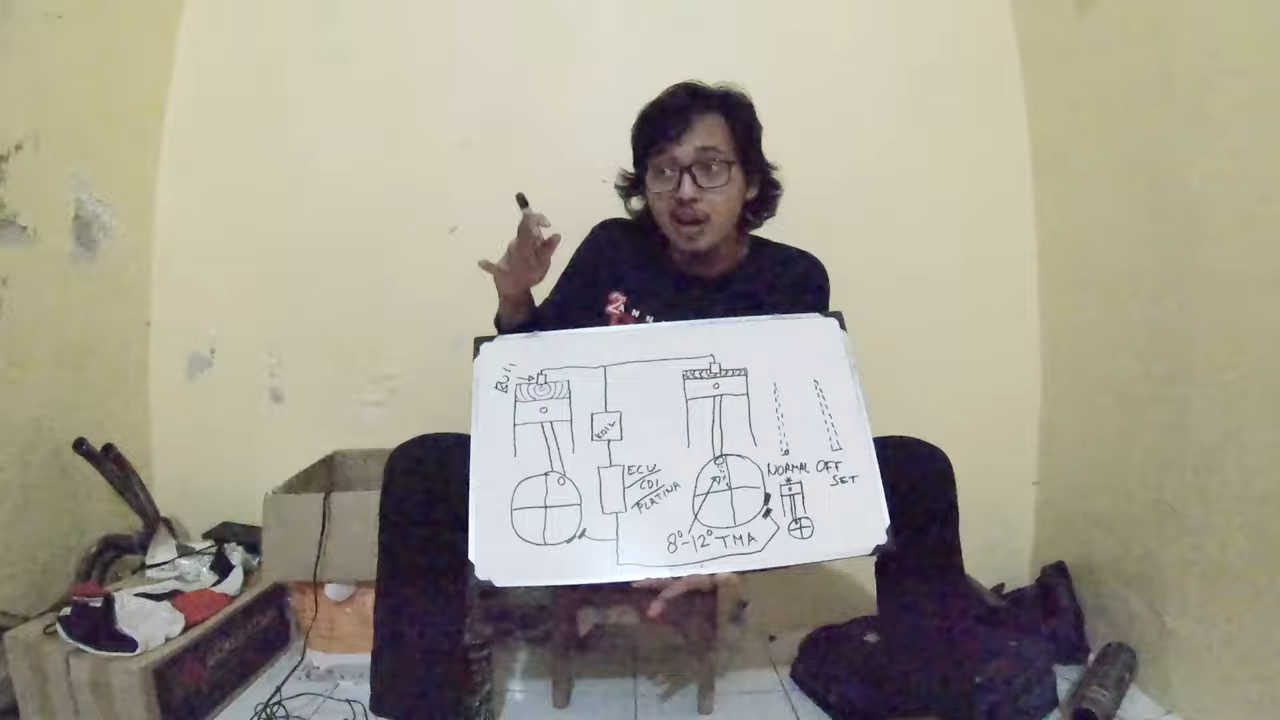 BUSI
KOIL
ECU
CDI
PLATINA
8°-12° TMA
NORMAL
OFF
SET